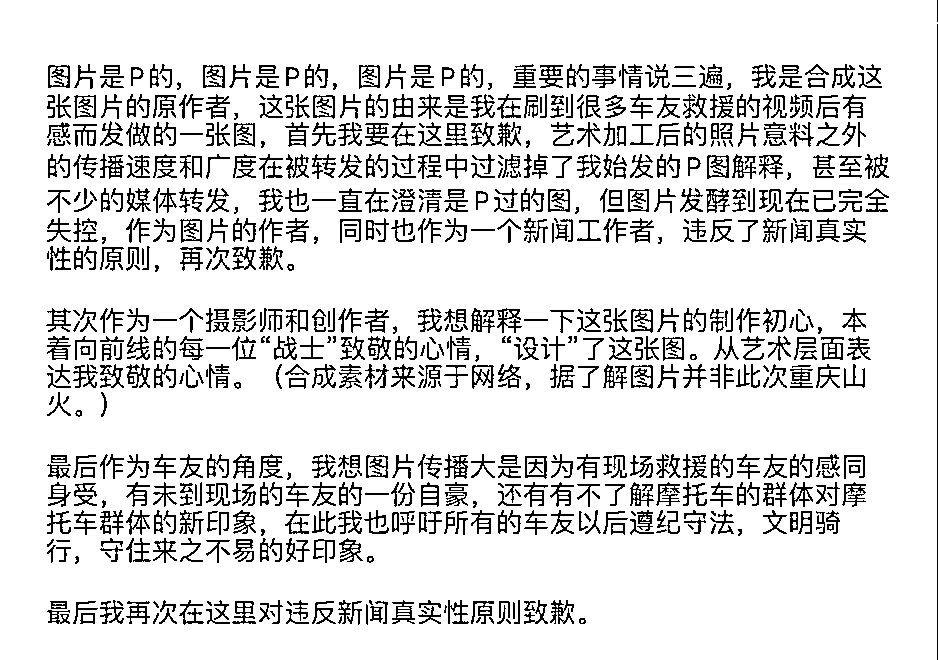 图片是P的，图片是P的，图片是P的，重要的事情说三遍，我是合成这
张图片的原作者，这张图片的由来是我在刷到很多车友救援的视频后有
感而发做的一张图，首先我要在这里致歉，艺术加工后的照片意料之外
的传播速度和广度在被转发的过程中过滤掉了我始发的P图解释，甚至被
不少的媒体转发，我也一直在澄清是P过的图，但图片发酵到现在已完全
失控，作为图片的作者，同时也作为一个新闻工作者，违反了新闻真实
性的原则，再次致歉。
其次作为一个摄影师和创作者，我想解释一下这张图片的制作初心，本
着向前线的每一位“战士”致敬的心情，“设计”了这张图。从艺术层面表
达我致敬的心情。（合成素材来源于网络，据了解图片并非此次重庆山
火。）
最后作为车友的角度，我想图片传播大是因为有现场救援的车友的感同
身受，有未到现场的车友的一份自豪，还有有不了解摩托车的群体对摩
托车群体的新印象，在此我也呼吁所有的车友以后遵纪守法，文明骑
行，守住来之不易的好印象。
最后我再次在这里对违反新闻真实性原则致歉。